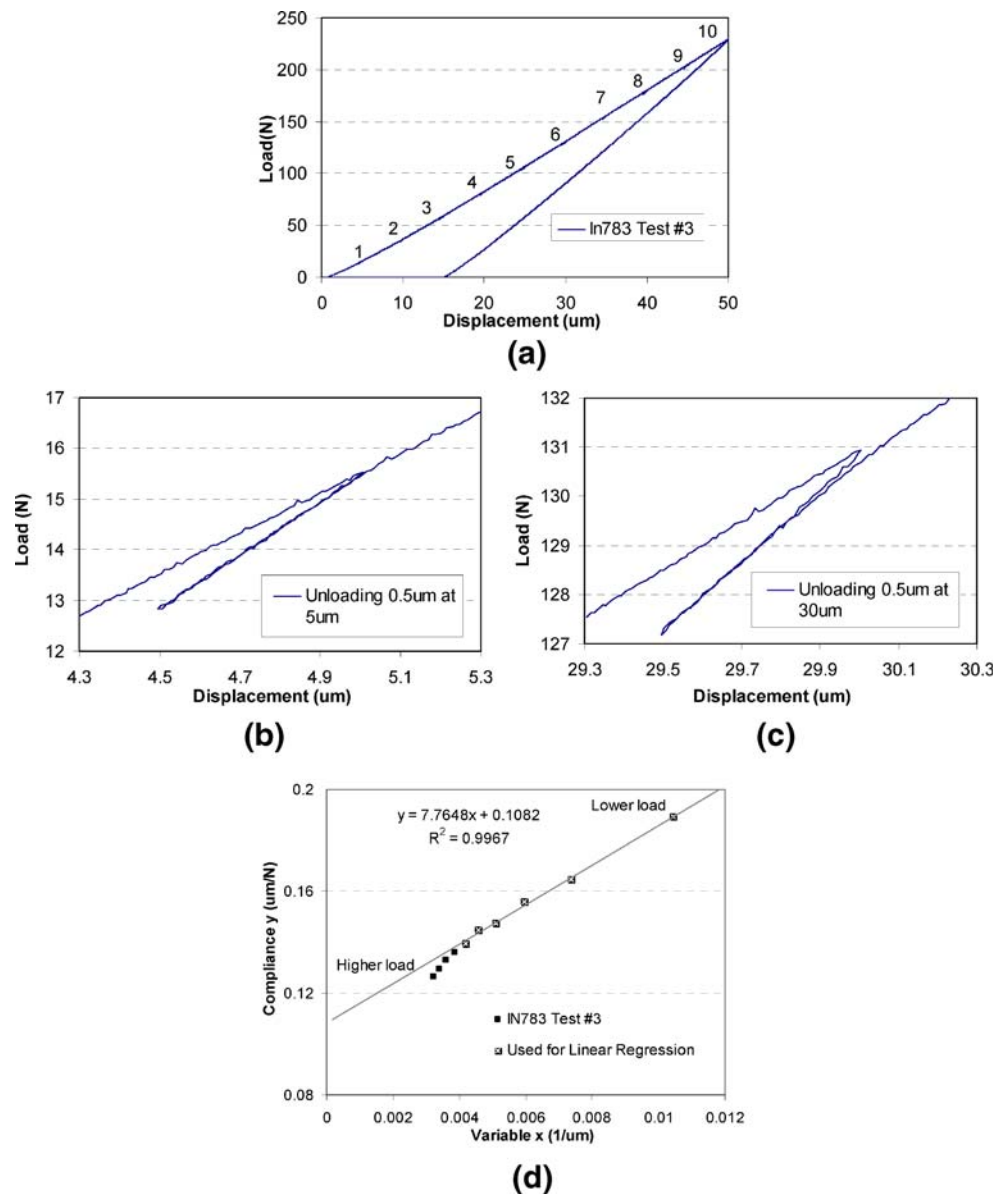 250
200
150
100
50
0
Load(N)
1
2
3
4
5
6
7
8
9
10
In783 Test #3
0 10 20 30 40 50
Displacement (um)
(a)
17
16
15
14
13
12
Load (N)
Unloading 0.5um at
5um
4.3 4.5 4.7 4.9 5.1 5.3
Displacement (um)
(b)
132
131
130
129
128
127
Load (N)
Unloading 0.5um at
30um
29.3 29.5 29.7 29.9 30.1 30.3
Displacement (um)
(c)
0.2
0.16
0.12
0.08
Compliance y (um/N)
y = 7.7648x + 0.1082
R² = 0.9967
Lower load
Higher load
IN783 Test #3
Used for Linear Regression
0 0.002 0.004 0.006 0.008 0.01 0.012
Variable x (1/um)
(d)